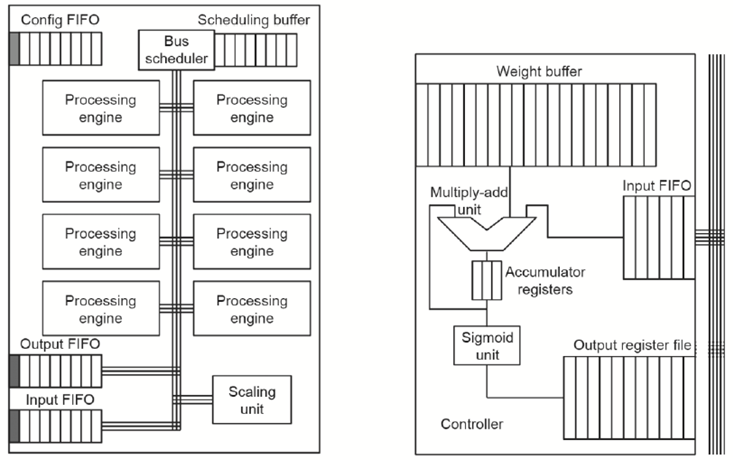 Config FIFO
Scheduling buffer
Bus
scheduler
Processing
engine
Processing
engine
Processing
engine
Processing
engine
Processing
engine
Processing
engine
Processing
engine
Processing
engine
Output FIFO
Input FIFO
Scaling
unit
Weight buffer
Multiply-add
unit
Input FIFO
Accumulator
registers
Sigmoid
unit
Output register file
Controller